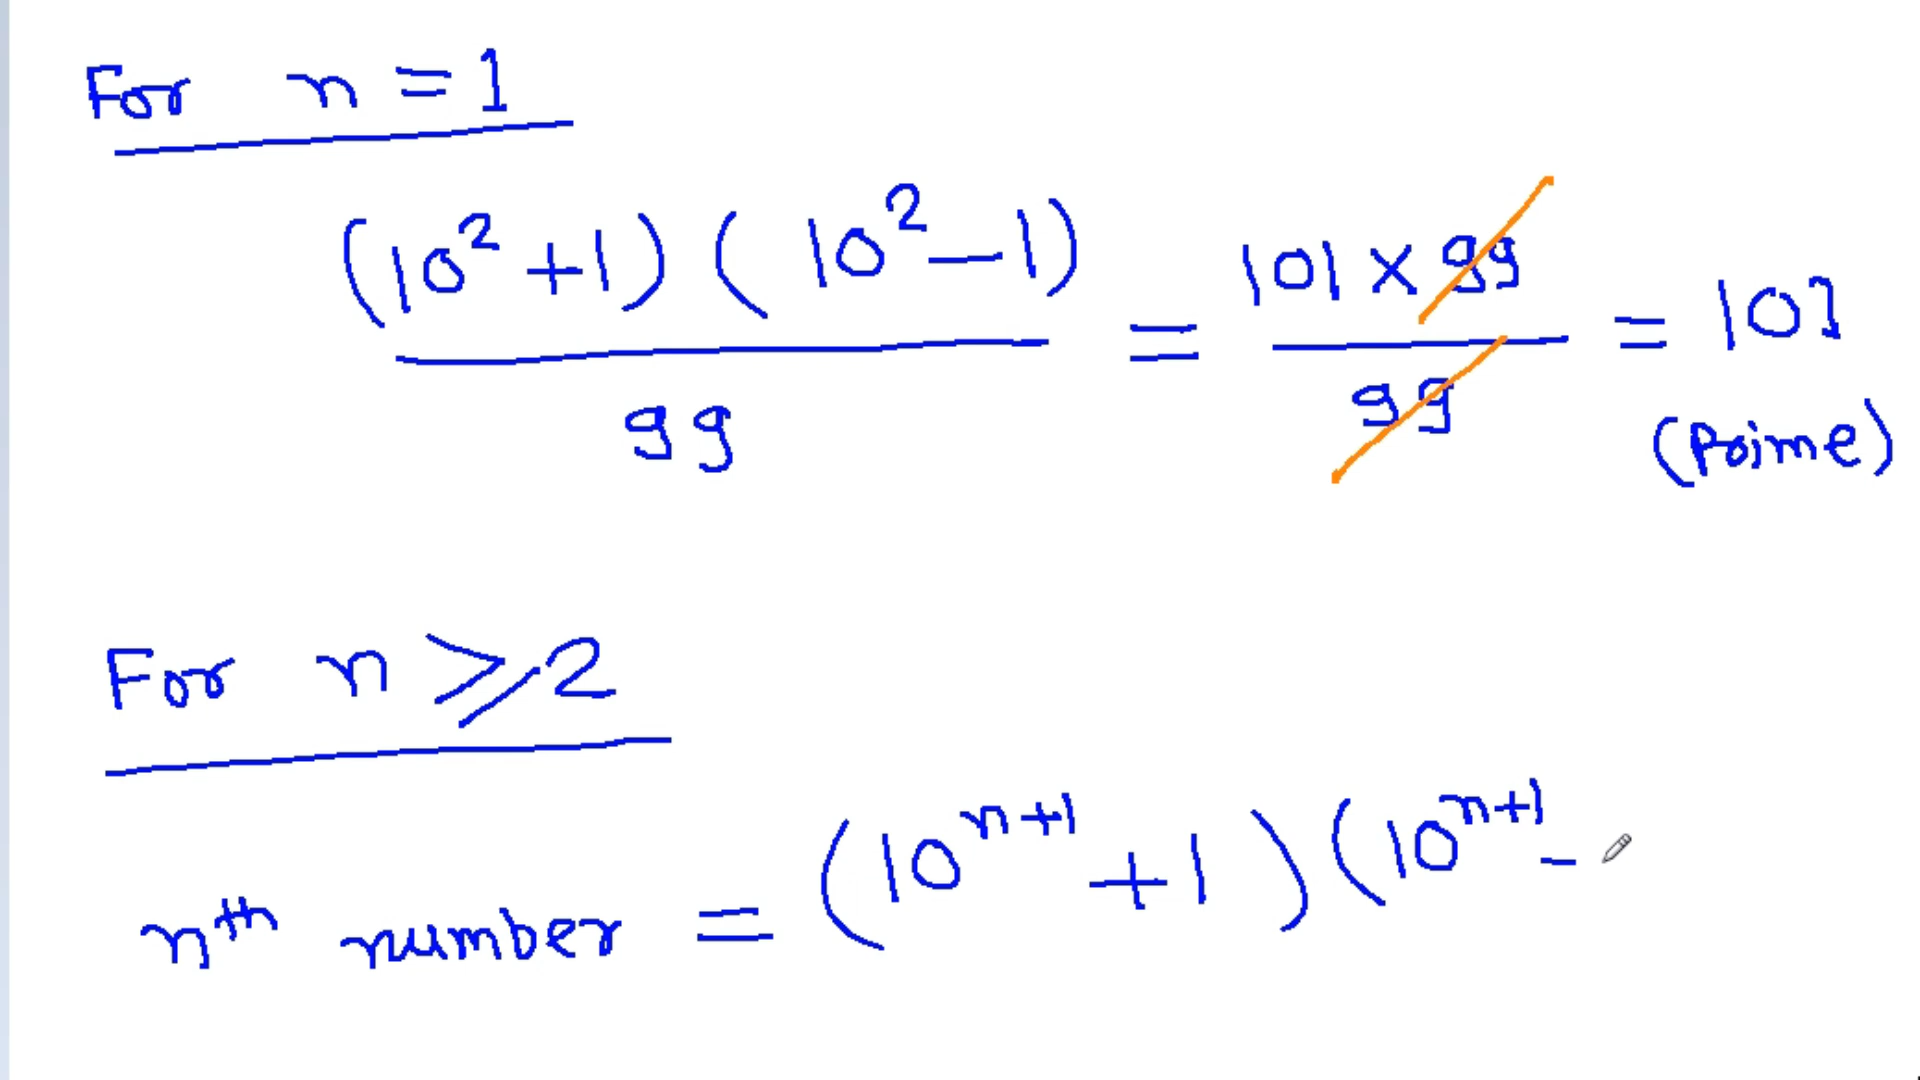 For n = 1
(10² + 1) (10² − 1) / 99 = 101 × 99 / 99 = 101
(Prime)
For n ⩾ 2
nth number = (10ⁿ⁺¹ + 1) (10ⁿ⁺¹ −